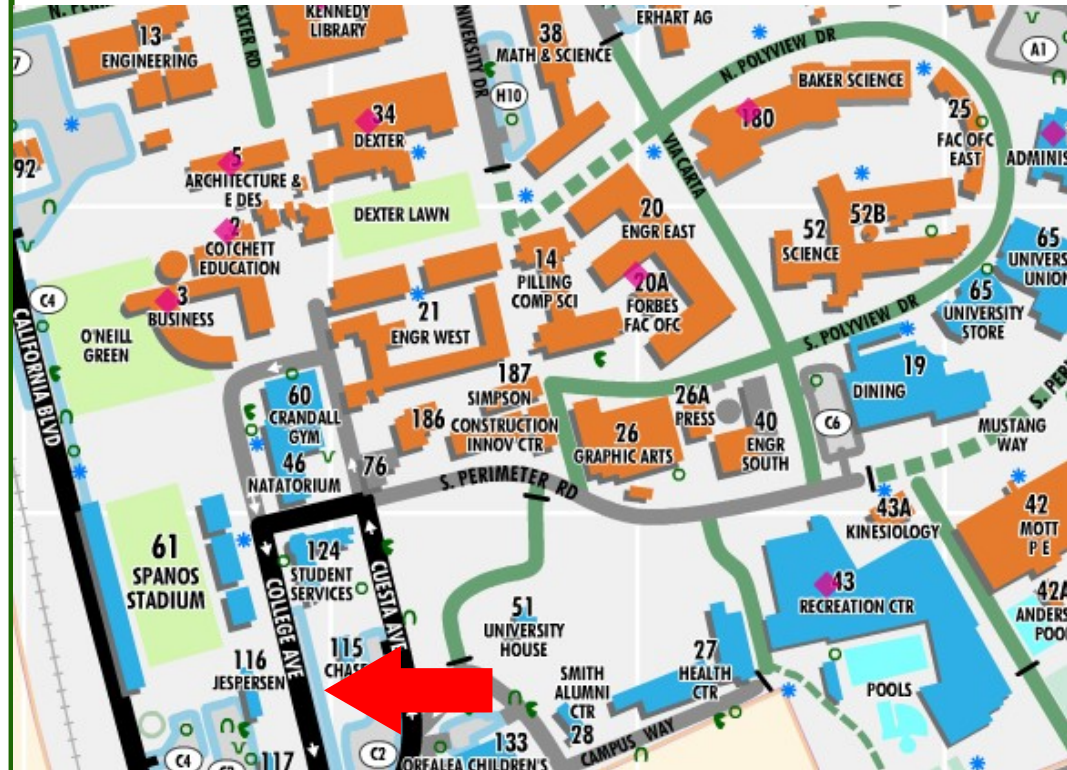 N. PERIM
KENNEDY
LIBRARY
UNIVERSITY DR
ERHART AG
13
ENGINEERING
EXTER RD
38
MATH & SCIENCE
N. POLYVIEW DR
A1
7
H10
BAKER SCIENCE
180
34
DEXTER
25
FAC OFC
EAST
ADMINIS
92
5
ARCHITECTURE &
E DES
VIA CARTA
DEXTER LAWN
20
ENGR EAST
52B
52
SCIENCE
2
COTCHETT
EDUCATION
65
UNIVERS
UNION
14
PILLING
COMP SCI
20A
FORBES
FAC OFC
C4
3
BUSINESS
21
ENGR WEST
65
UNIVERSITY
STORE
CALIFORNIA BLVD
O'NEILL
GREEN
S. POLYVIEW DR
19
DINING
187
SIMPSON
CONSTRUCTION
INNOV CTR
60
CRANDALL
GYM
186
26A
PRESS
26
GRAPHIC ARTS
40
ENGR
SOUTH
C6
S. PERI
MUSTANG
WAY
46
NATATORIUM
76
S. PERIMETER RD
43A
KINESIOLOGY
42
MOTT
P E
61
SPANOS
STADIUM
124
STUDENT
SERVICES
CUESTA AVE
COLLEGE AVE
43
RECREATION CTR
42A
ANDERS
POOL
51
UNIVERSITY
HOUSE
116
JESPERSEN
115
CHASE
27
HEALTH
CTR
SMITH
ALUMNI
CTR
28
POOLS
CAMPUS WAY
C4
117
C2
133
ORFALEA CHILDREN'S